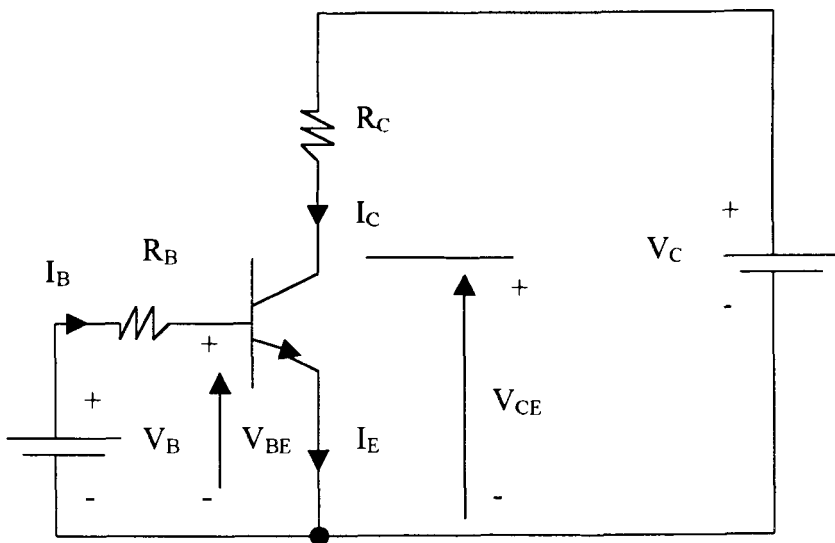 R_C
I_C
+
R_B
V_C
I_B
+
+
-
+
V_CE
V_B
V_BE
I_E
-
-
-